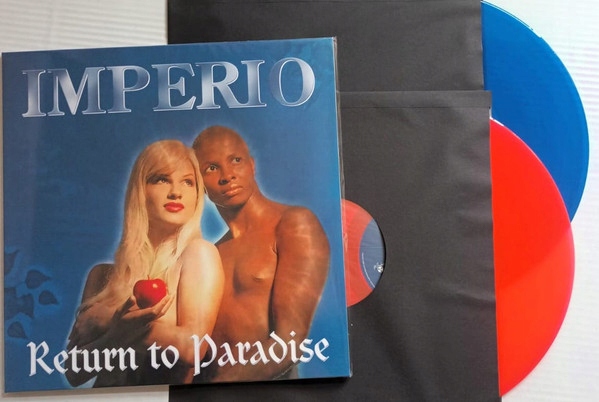 IMPERIO
Return to Paradise